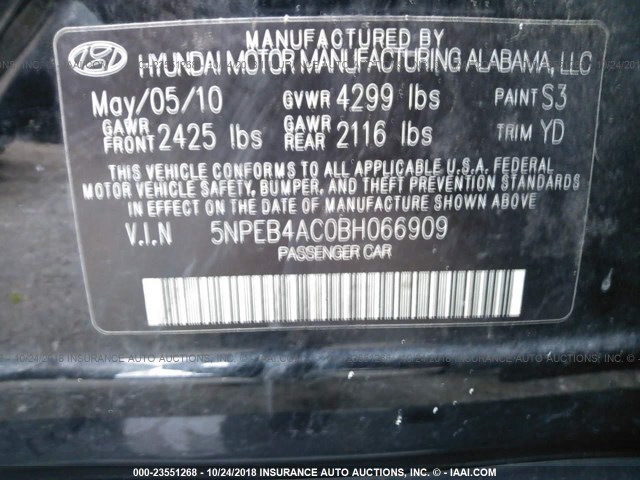 MANUFACTURED BY
HYUNDAI MOTOR MANUFACTURING ALABAMA, LLC
May/05/10 GVWR 4299 lbs PAINT S3
GAWR FRONT 2425 lbs GAWR REAR 2116 lbs TRIM YD
THIS VEHICLE CONFORMS TO ALL APPLICABLE U.S.A. FEDERAL
MOTOR VEHICLE SAFETY, BUMPER, AND THEFT PREVENTION STANDARDS
IN EFFECT ON THE DATE OF MANUFACTURE SHOWN ABOVE.
V.I.N 5NPEB4AC0BH066909
PASSENGER CAR
000-23551268 - 10/24/2018 INSURANCE AUTO AUCTIONS, INC. - IAAI.COM